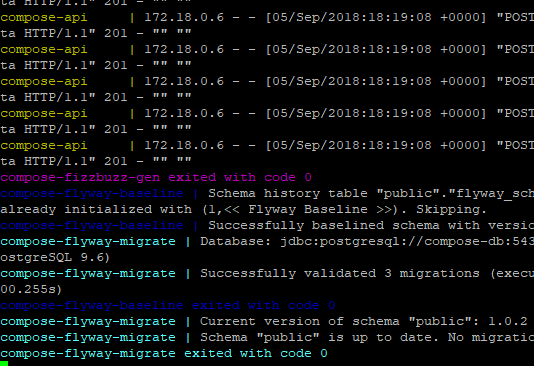 ta HTTP/1.1" 201 - "" ""
compose-api     | 172.18.0.6 - - [05/Sep/2018:18:19:08 +0000] "POST
ta HTTP/1.1" 201 - "" ""
compose-api     | 172.18.0.6 - - [05/Sep/2018:18:19:08 +0000] "POST
ta HTTP/1.1" 201 - "" ""
compose-api     | 172.18.0.6 - - [05/Sep/2018:18:19:08 +0000] "POST
ta HTTP/1.1" 201 - "" ""
compose-api     | 172.18.0.6 - - [05/Sep/2018:18:19:08 +0000] "POST
ta HTTP/1.1" 201 - "" ""
compose-api     | 172.18.0.6 - - [05/Sep/2018:18:19:08 +0000] "POST
ta HTTP/1.1" 201 - "" ""
compose-fizzbuzz-gen exited with code 0
compose-flyway-baseline | Schema history table "public"."flyway_sch
already initialized with (1,<< Flyway Baseline >>). Skipping.
compose-flyway-baseline | Successfully baselined schema with versio
compose-flyway-migrate | Database: jdbc:postgresql://compose-db:543
ostgreSQL 9.6)
compose-flyway-migrate | Successfully validated 3 migrations (execu
00.255s)
compose-flyway-baseline exited with code 0
compose-flyway-migrate | Current version of schema "public": 1.0.2
compose-flyway-migrate | Schema "public" is up to date. No migratio
compose-flyway-migrate exited with code 0